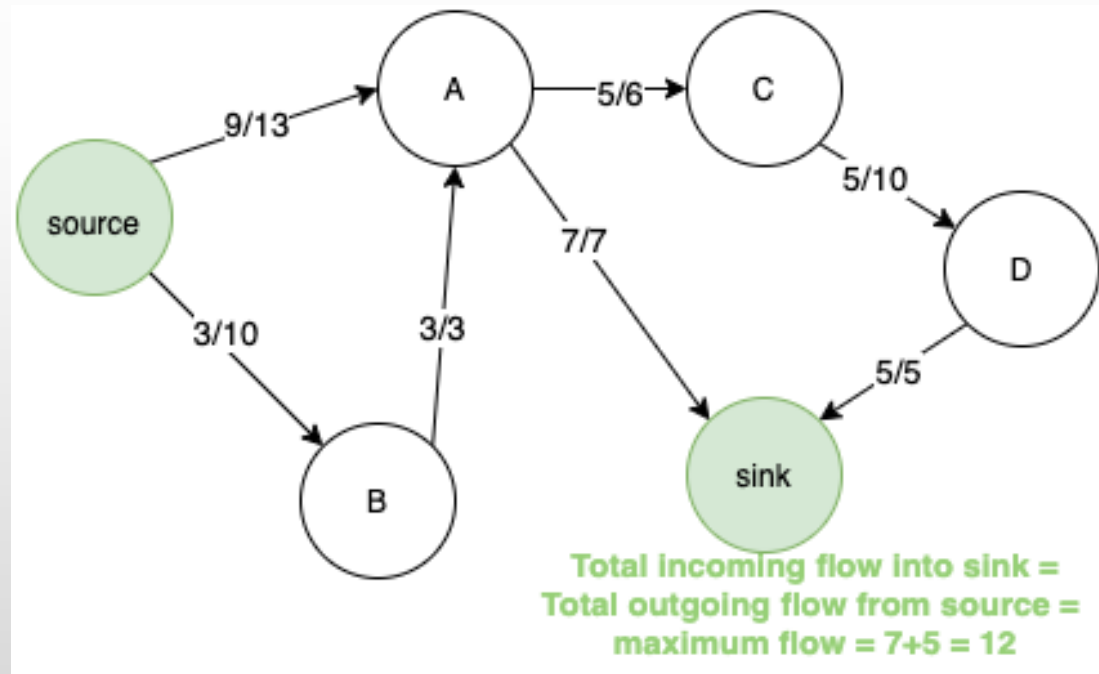 A
5/6
C
9/13
5/10
source
7/7
D
3/10
3/3
5/5
sink
B
Total incoming flow into sink =
Total outgoing flow from source =
maximum flow = 7+5 = 12